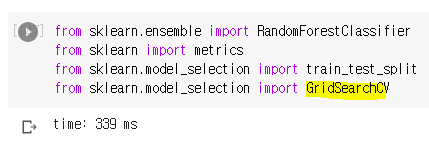 from sklearn.ensemble import RandomForestClassifier
from sklearn import metrics
from sklearn.model_selection import train_test_split
from sklearn.model_selection import GridSearchCV
time: 339 ms